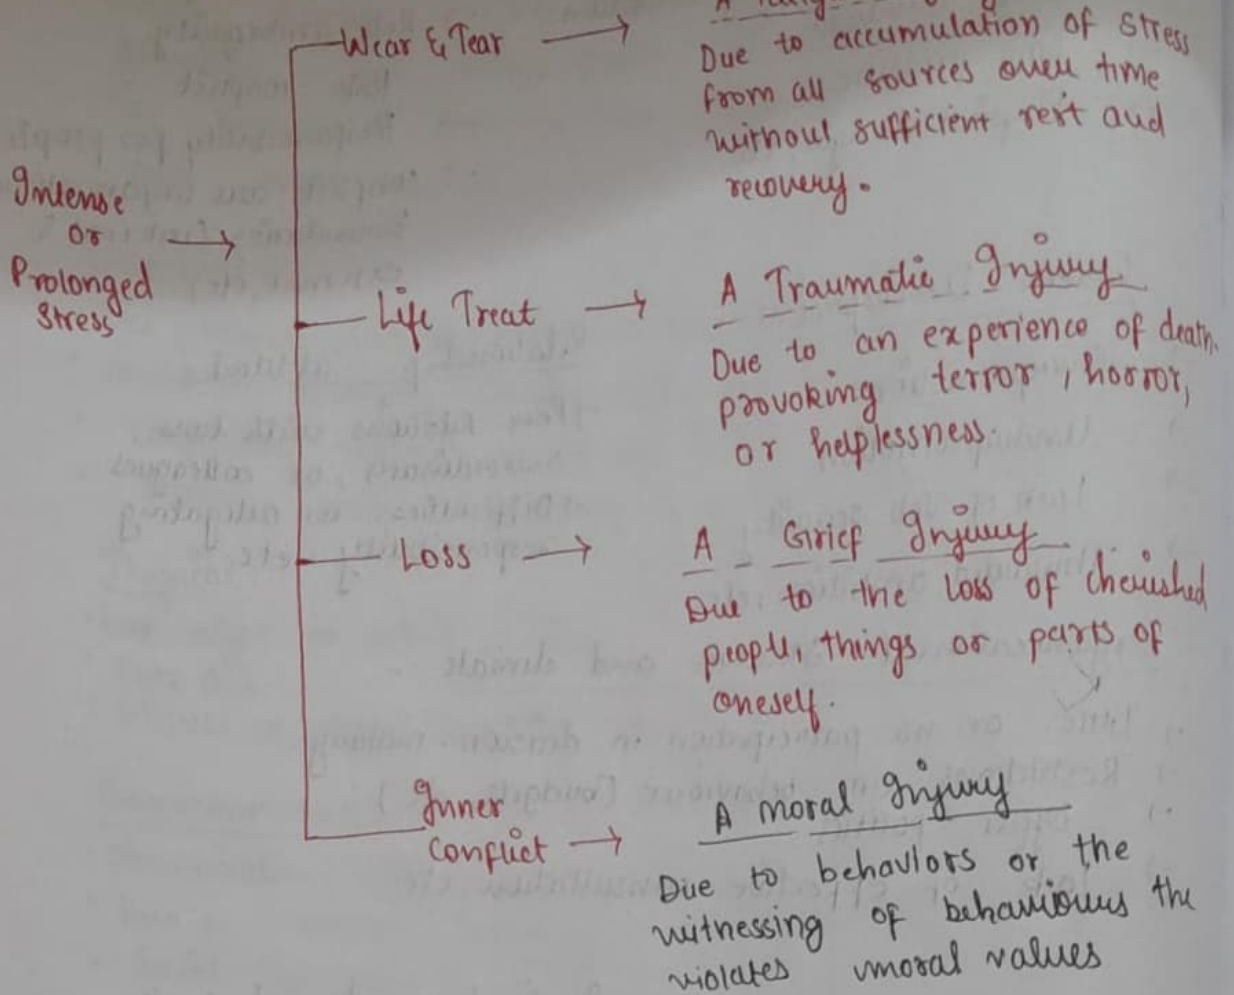 Wear & Tear
Due to accumulation of stress
from all sources over time
without sufficient rest and
recovery.
Intense
or
Prolonged
Stress
Life Treat
A Traumatic Injury
Due to an experience of death.
provoking terror, horror,
or helplessness.
Loss
A Grief Injury
Due to the loss of cherished
people, things or parts of
oneself.
Inner
Conflict
A moral Injury
Due to behaviors or the
witnessing of behaviours the
violates moral values